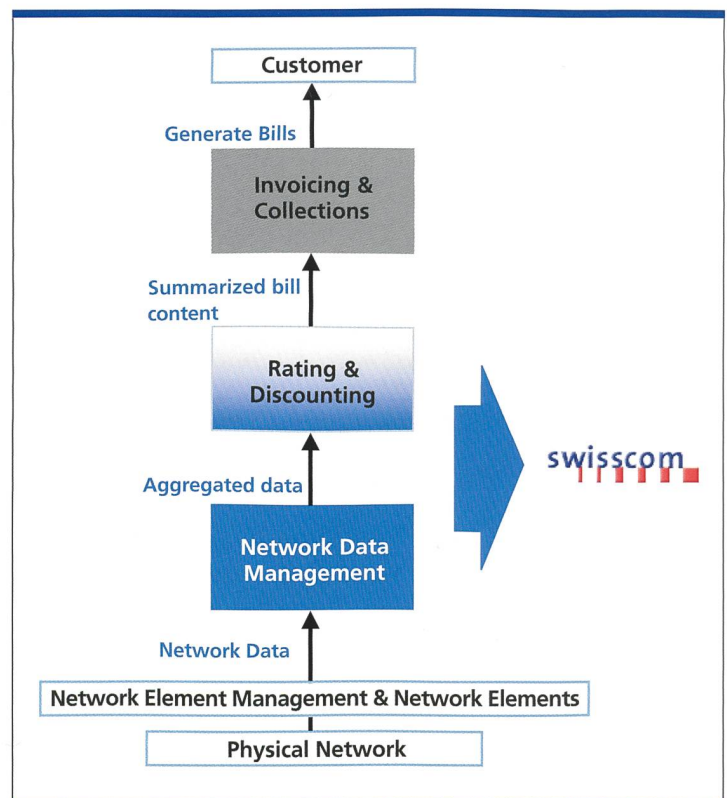 Customer
Generate Bills
Invoicing &
Collections
Summarized bill
content
Rating &
Discounting
swisscom
Aggregated data
Network Data
Management
Network Data
Network Element Management & Network Elements
Physical Network